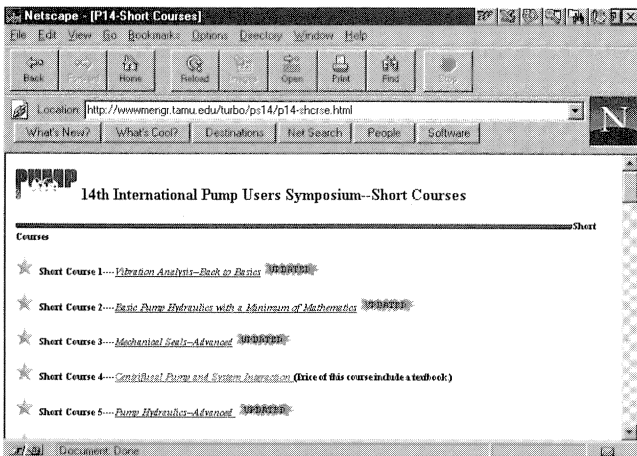 Netscape - [P14-Short Courses]
File Edit View Go Bookmarks Options Directory Window Help
Back Forward Home Reload Images Open Print Find Stop
Location: http://wwwmengr.tamu.edu/turbo/ps14/p14-shcrse.html
N
What's New? What's Cool? Destinations Net Search People Software
PUMP
14th International Pump Users Symposium--Short Courses
Short
Courses
Short Course 1----Vibration Analysis--Back to Basics UPDATED
Short Course 2----Basic Pump Hydraulics with a Minimum of Mathematics UPDATED
Short Course 3----Mechanical Seals--Advanced UPDATED
Short Course 4----Centrifugal Pump and System Interaction (Price of this course include a textbook.)
Short Course 5----Pump Hydraulics--Advanced UPDATED
Document: Done